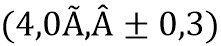 (4,0Ã,Â ± 0,3)